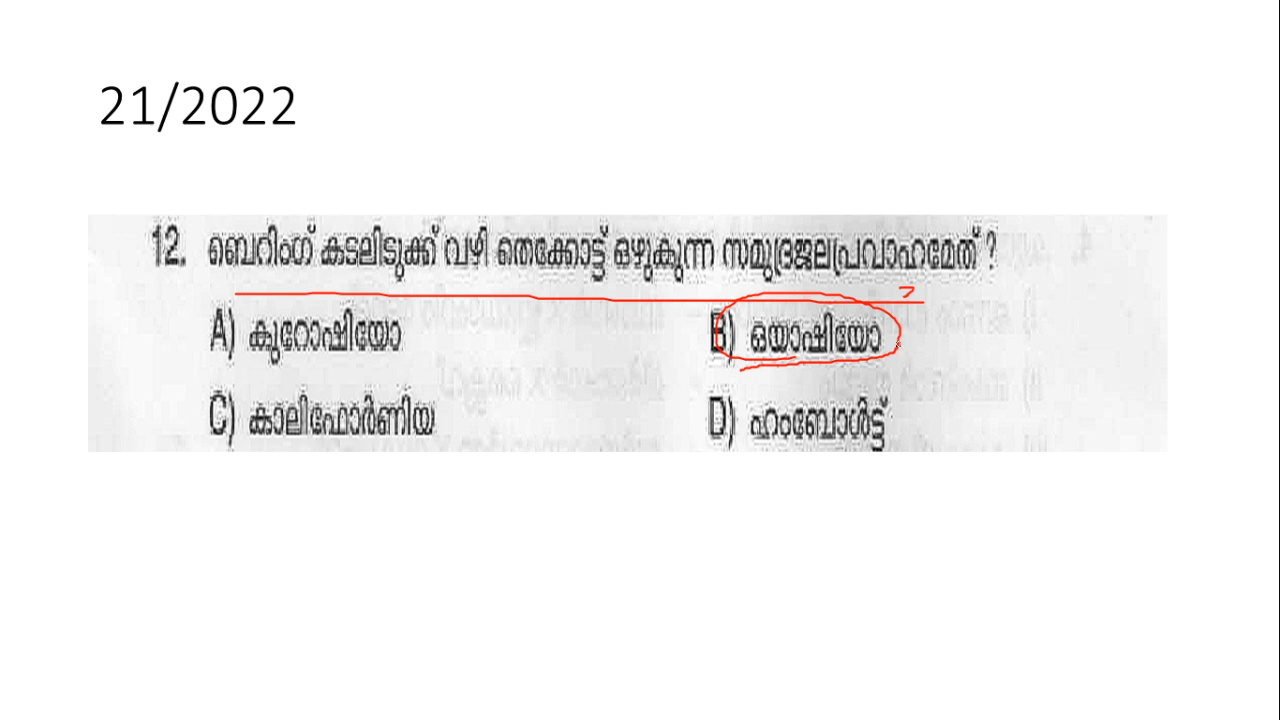 21/2022
12. ബെറിംഗ് കടലിടുക്ക് വഴി തെക്കോട്ട് ഒഴുകുന്ന സമുദ്രജലപ്രവാഹമേത് ?
A) കുറോഷിയോ B) ഒയാഷിയോ
C) കാലിഫോർണിയ D) ഹംബോൾട്ട്